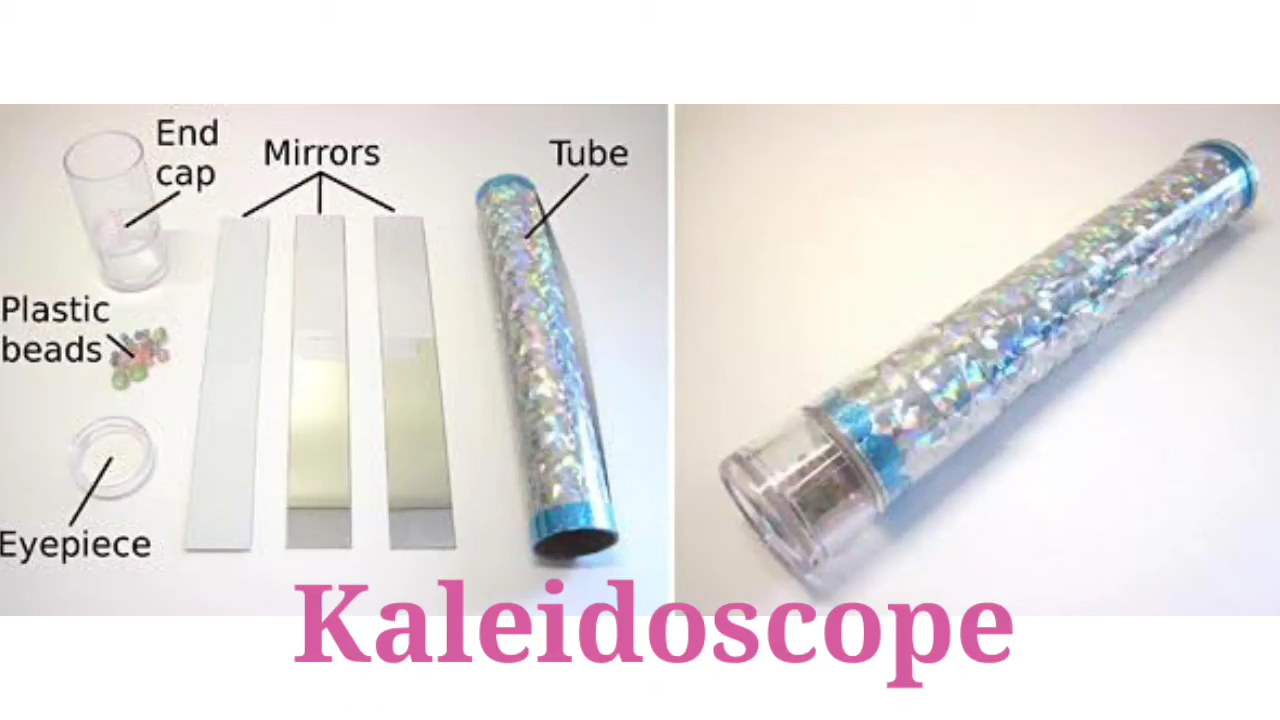 End
cap
Mirrors
Tube
Plastic
beads
Eyepiece
Kaleidoscope